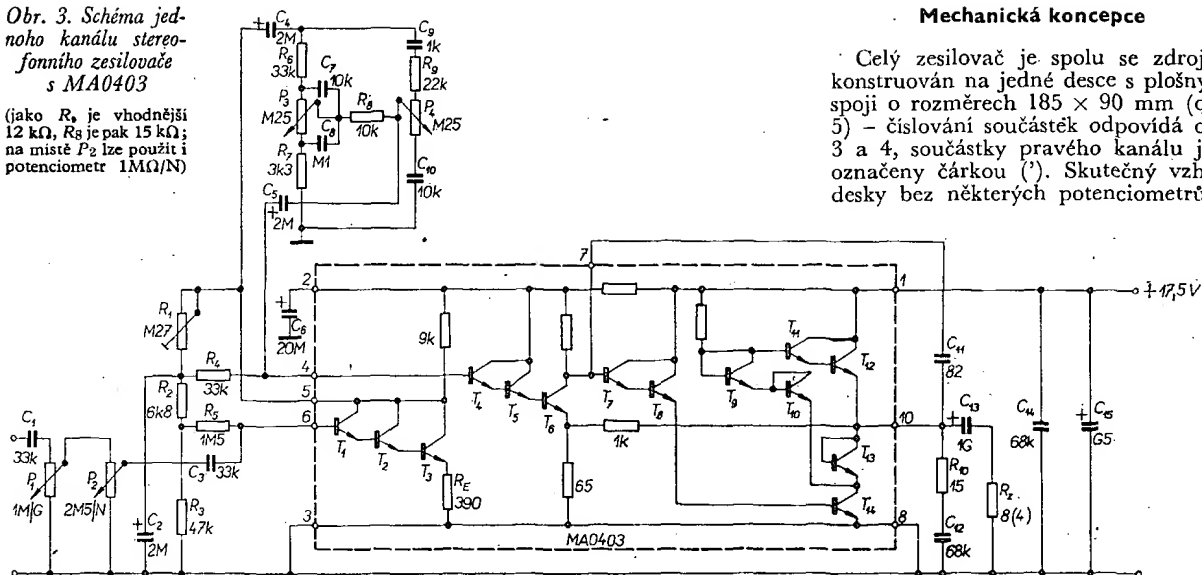 Obr. 3. Schéma jed-
noho kanálu stereo-
fonního zesilovače
s MA0403
(jako R₉ je vhodnější
12 kΩ, R8 je pak 15 kΩ;
na místě P₂ lze použít i
potenciometr 1MΩ/N)
Mechanická koncepce
Celý zesilovač je spolu se zdroj
konstruován na jedné desce s plošný
spoji o rozměrech 185 × 90 mm (o
5) – číslování součástek odpovídá o
3 a 4, součástky pravého kanálu j
označeny čárkou (’). Skutečný vzh
desky bez některých potenciometrů
C4
2M
R6
33k
C7
10k
P3
M25
R8
10k
C8
M1
R7
3k3
C5
2M
C9
1k
R9
22k
P4
M25
C10
10k
R1
M27
R4
33k
R2
6k8
R5
1M5
C1
33k
P1
1M/G
P2
2M5/N
C3
33k
C2
2M
R3
47k
C6
20M
2
4
5
6
3
7
1
10
8
9k
T1
T2
T3
RE
390
T4
T5
T6
65
1k
T7
T8
T9
T10
T11
T12
T13
T14
MA0403
C11
82
C13
1G
R10
15
C12
68k
Rz
8(4)
C14
68k
C15
G5
+17,5V